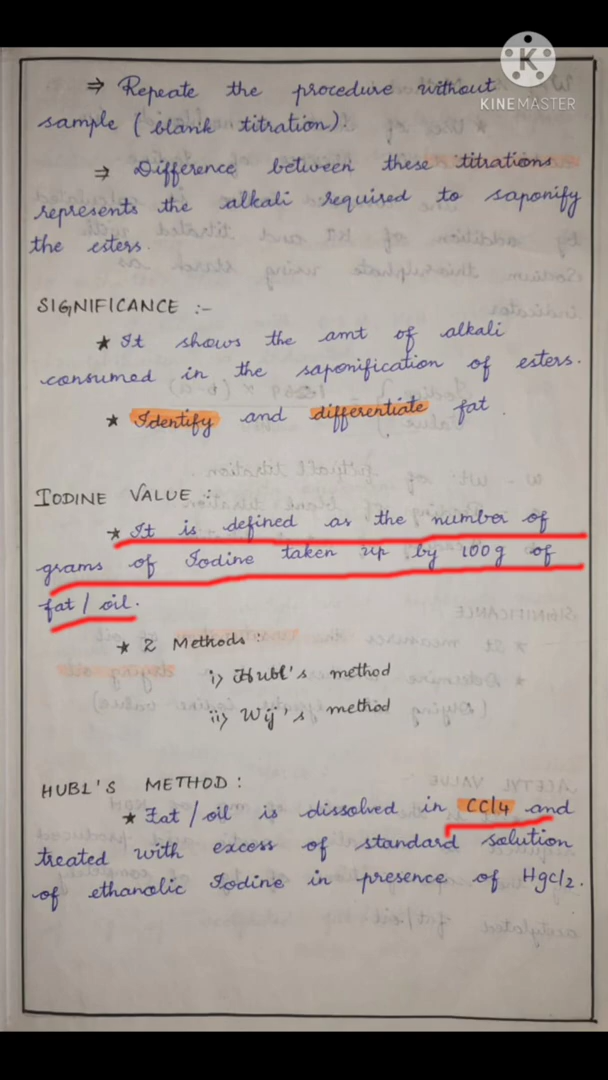 KINEMASTER
⇒ Repeate the procedure without
sample (blank titration).
⇒ Difference between these titrations
represents the alkali required to saponify
the esters.
SIGNIFICANCE :-
★ It shows the amt of alkali
consumed in the saponification of esters.
★ Identify and differentiate fat
IODINE VALUE :
★ It is defined as the number of
grams of Iodine taken up by 100g of
fat / oil.
★ 2 Methods :
i) Hubl's method
ii) Wij's method
HUBL'S METHOD :
★ Fat / oil is dissolved in CCl4 and
treated with excess of standard solution
of ethanolic Iodine in presence of Hgcl2.